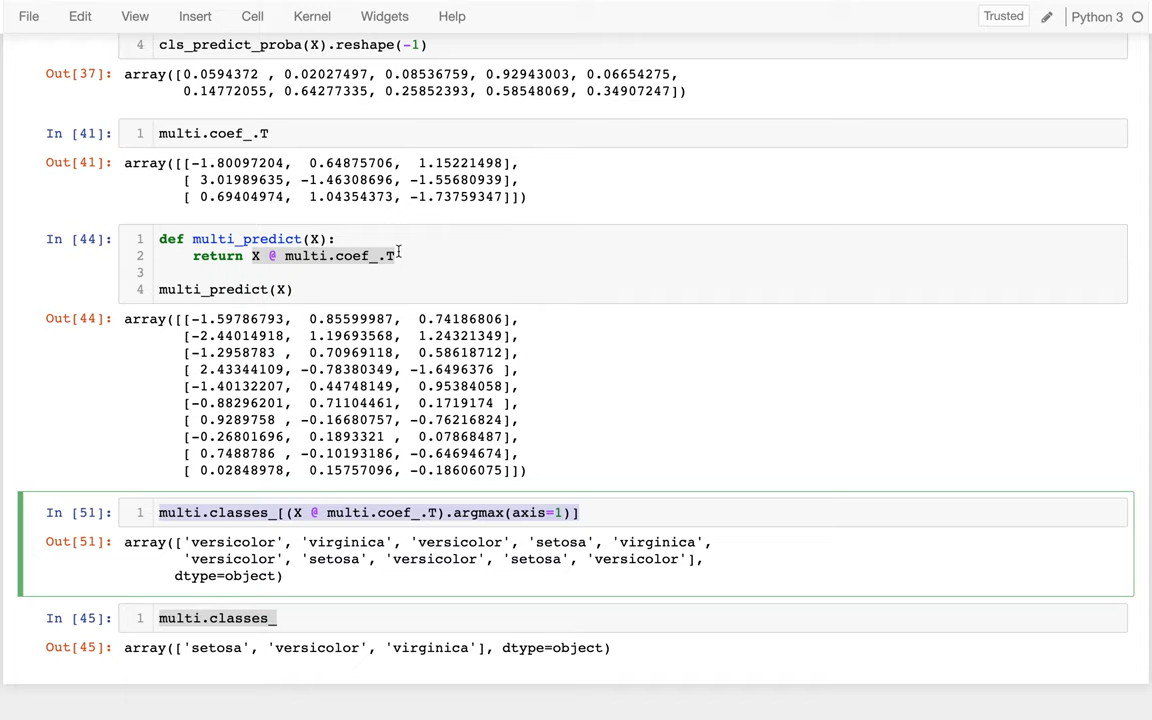 File Edit View Insert Cell Kernel Widgets Help Trusted Python 3
4 cls_predict_proba(X).reshape(-1)
Out[37]: array([0.0594372 , 0.02027497, 0.08536759, 0.92943003, 0.06654275,
0.14772055, 0.64277335, 0.25852393, 0.58548069, 0.34907247])
In [41]: 1 multi.coef_.T
Out[41]: array([[-1.80097204, 0.64875706, 1.15221498],
[ 3.01989635, -1.46308696, -1.55680939],
[ 0.69404974, 1.04354373, -1.73759347]])
In [44]: 1 def multi_predict(X):
2 return X @ multi.coef_.T
3
4 multi_predict(X)
Out[44]: array([[-1.59786793, 0.85599987, 0.74186806],
[-2.44014918, 1.19693568, 1.24321349],
[-1.2958783 , 0.70969118, 0.58618712],
[ 2.43344109, -0.78380349, -1.6496376 ],
[-1.40132207, 0.44748149, 0.95384058],
[-0.88296201, 0.71104461, 0.1719174 ],
[ 0.9289758 , -0.16680757, -0.76216824],
[-0.26801696, 0.1893321 , 0.07868487],
[ 0.7488786 , -0.10193186, -0.64694674],
[ 0.02848978, 0.15757096, -0.18606075]])
In [51]: 1 multi.classes_[(X @ multi.coef_.T).argmax(axis=1)]
Out[51]: array(['versicolor', 'virginica', 'versicolor', 'setosa', 'virginica',
'versicolor', 'setosa', 'versicolor', 'setosa', 'versicolor'],
dtype=object)
In [45]: 1 multi.classes_
Out[45]: array(['setosa', 'versicolor', 'virginica'], dtype=object)